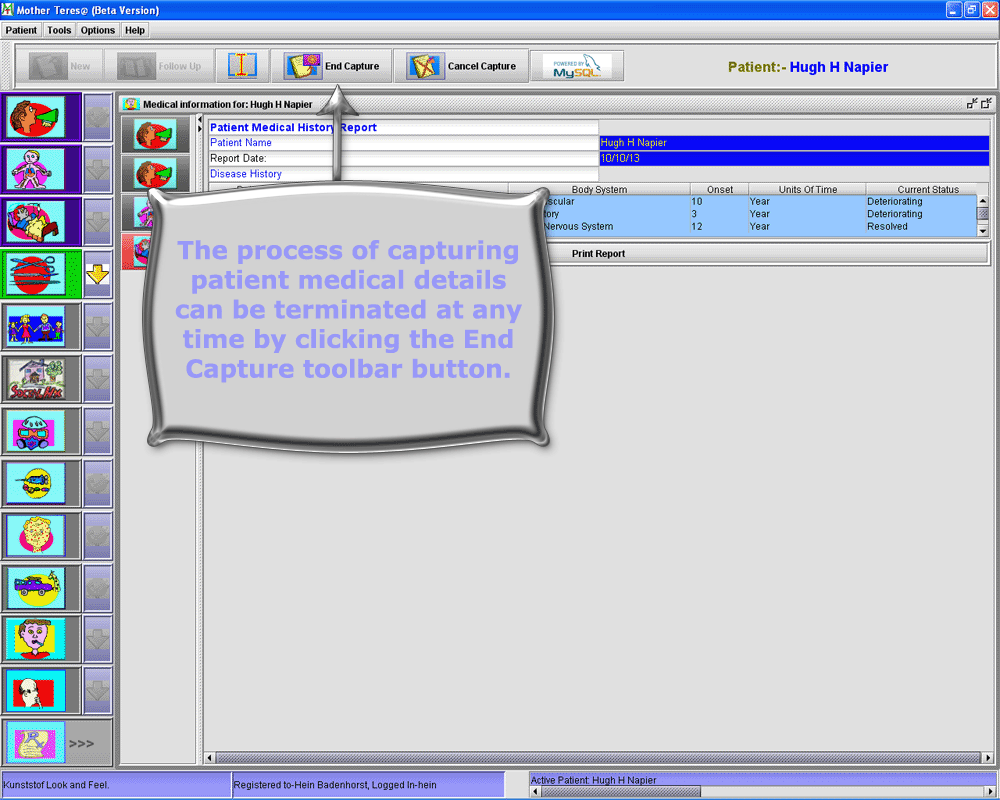 Mother Teres@ (Beta Version)
Patient Tools Options Help
New Follow Up End Capture Cancel Capture POWERED BY MySQL Patient:- Hugh H Napier
Medical information for: Hugh H Napier
Patient Medical History Report
Patient Name Hugh H Napier
Report Date: 10/10/13
Disease History
Body System Onset Units Of Time Current Status
scular 10 Year Deteriorating
tory 3 Year Deteriorating
Nervous System 12 Year Resolved
Print Report
The process of capturing
patient medical details
can be terminated at any
time by clicking the End
Capture toolbar button.
>>>
Kunststof Look and Feel. Registered to-Hein Badenhorst, Logged In-hein Active Patient: Hugh H Napier